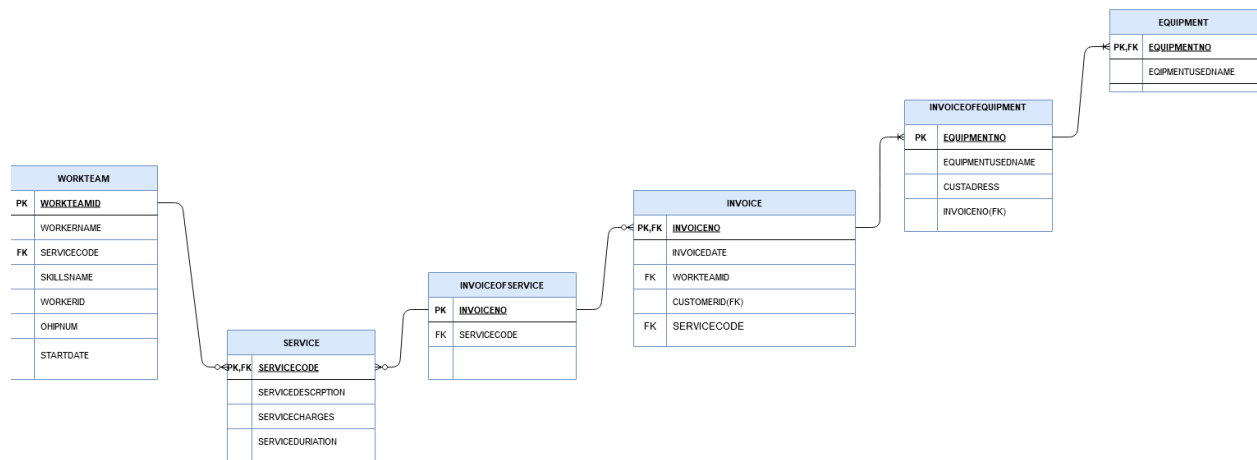 WORKTEAM
PK WORKTEAMID
WORKERNAME
FK SERVICECODE
SKILLSNAME
WORKERID
OHIPNUM
STARTDATE
SERVICE
PK,FK SERVICECODE
SERVICEDESCRPTION
SERVICECHARGES
SERVICEDURIATION
INVOICEOFSERVICE
PK INVOICENO
FK SERVICECODE
INVOICE
PK,FK INVOICENO
INVOICEDATE
FK WORKTEAMID
CUSTOMERID(FK)
FK SERVICECODE
INVOICEOFEQUIPMENT
PK EQUIPMENTNO
EQUIPMENTUSEDNAME
CUSTADRESS
INVOICENO(FK)
EQUIPMENT
PK,FK EQUIPMENTNO
EQIPMENTUSEDNAME